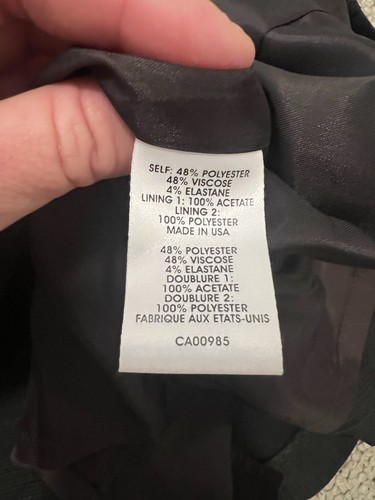 SELF: 48% POLYESTER
48% VISCOSE
4% ELASTANE
LINING 1: 100% ACETATE
LINING 2:
100% POLYESTER
MADE IN USA
48% POLYESTER
48% VISCOSE
4% ELASTANE
DOUBLURE 1:
100% ACETATE
DOUBLURE 2:
100% POLYESTER
FABRIQUE AUX ETATS-UNIS
CA00985